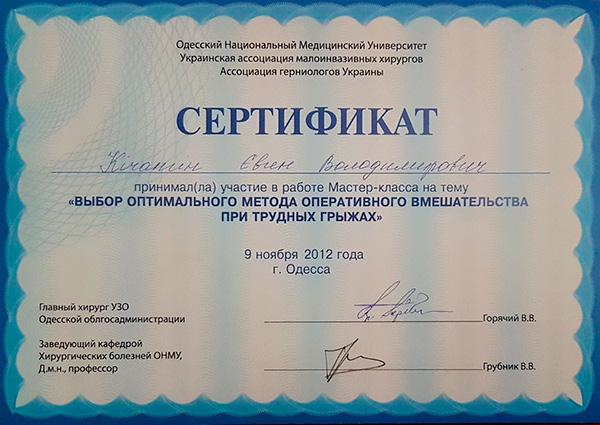 Одесский Национальный Медицинский Университет
Украинская ассоциация малоинвазивных хирургов
Ассоциация герниологов Украины
СЕРТИФИКАТ
Євген Володимирович
принимал(ла) участие в работе Мастер-класса на тему
«ВЫБОР ОПТИМАЛЬНОГО МЕТОДА ОПЕРАТИВНОГО ВМЕШАТЕЛЬСТВА
ПРИ ТРУДНЫХ ГРЫЖАХ»
9 ноября 2012 года
г. Одесса
Главный хирург УЗО
Одесской облгосадминистрации
Горячий В.В.
Заведующий кафедрой
Хирургических болезней ОНМУ,
Д.м.н., профессор
Грубник В.В.